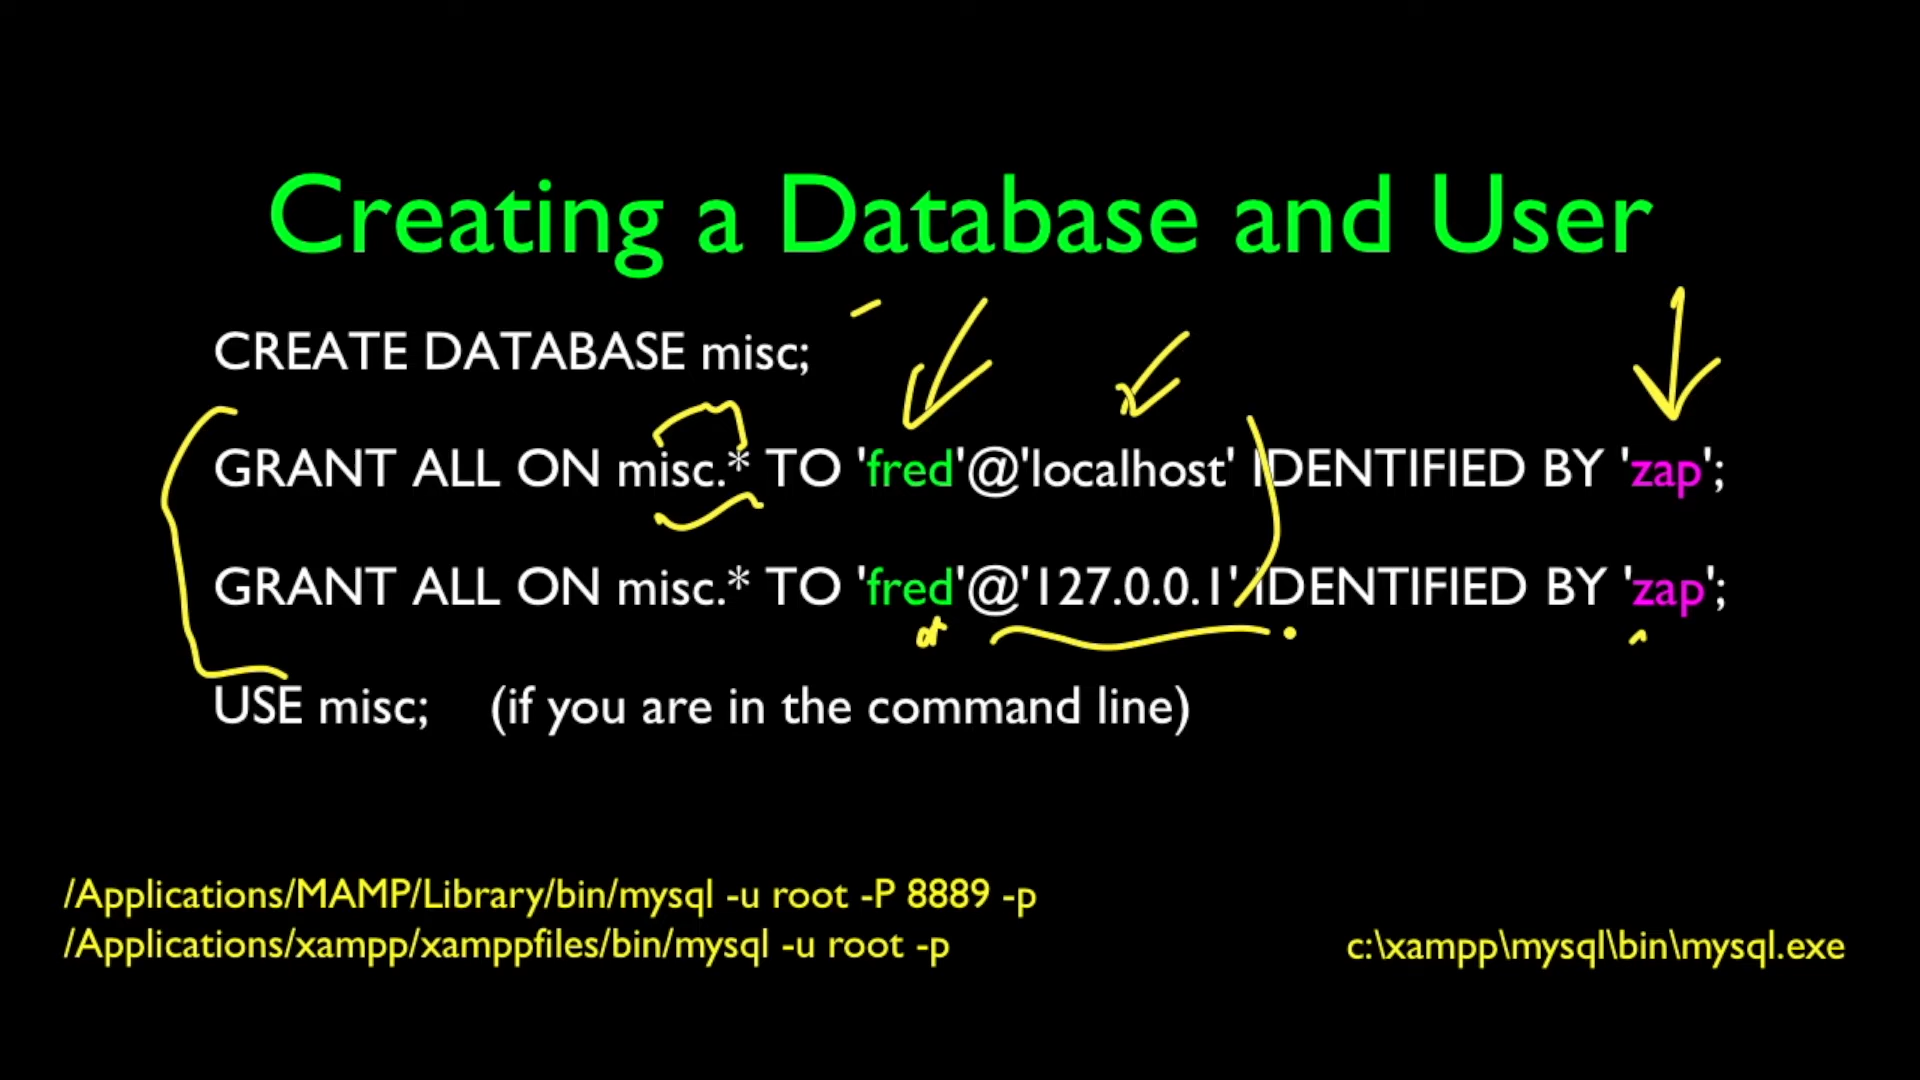 Creating a Database and User
CREATE DATABASE misc;
GRANT ALL ON misc.* TO 'fred'@'localhost' IDENTIFIED BY 'zap';
GRANT ALL ON misc.* TO 'fred'@'127.0.0.1' IDENTIFIED BY 'zap';
USE misc; (if you are in the command line)
/Applications/MAMP/Library/bin/mysql -u root -P 8889 -p
/Applications/xampp/xamppfiles/bin/mysql -u root -p
c:\xampp\mysql\bin\mysql.exe